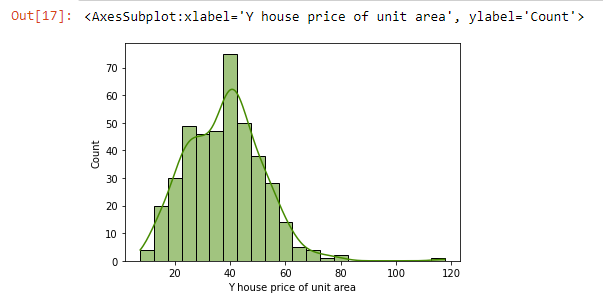 Out[17]: <AxesSubplot:xlabel='Y house price of unit area', ylabel='Count'>
70
60
50
40
30
20
10
0
Count
20 40 60 80 100 120
Y house price of unit area